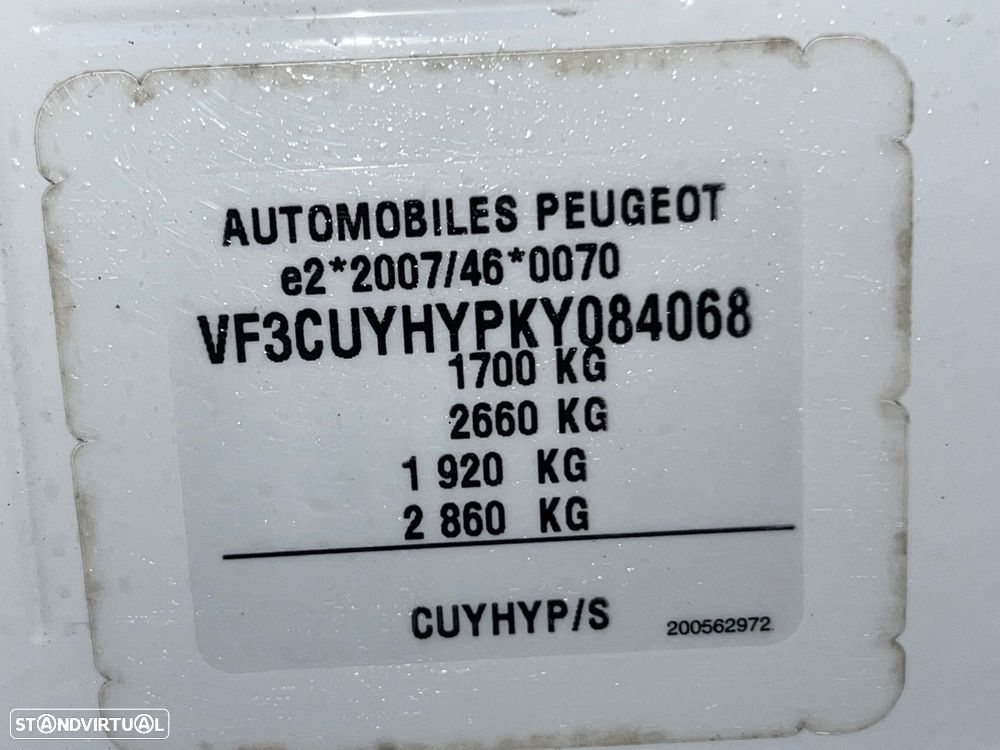 AUTOMOBILES PEUGEOT
e2*2007/46*0070
VF3CUYHYPKY084068
1700 KG
2660 KG
1 920 KG
2 860 KG
CUYHYP/S
200562972
STANDVIRTUAL